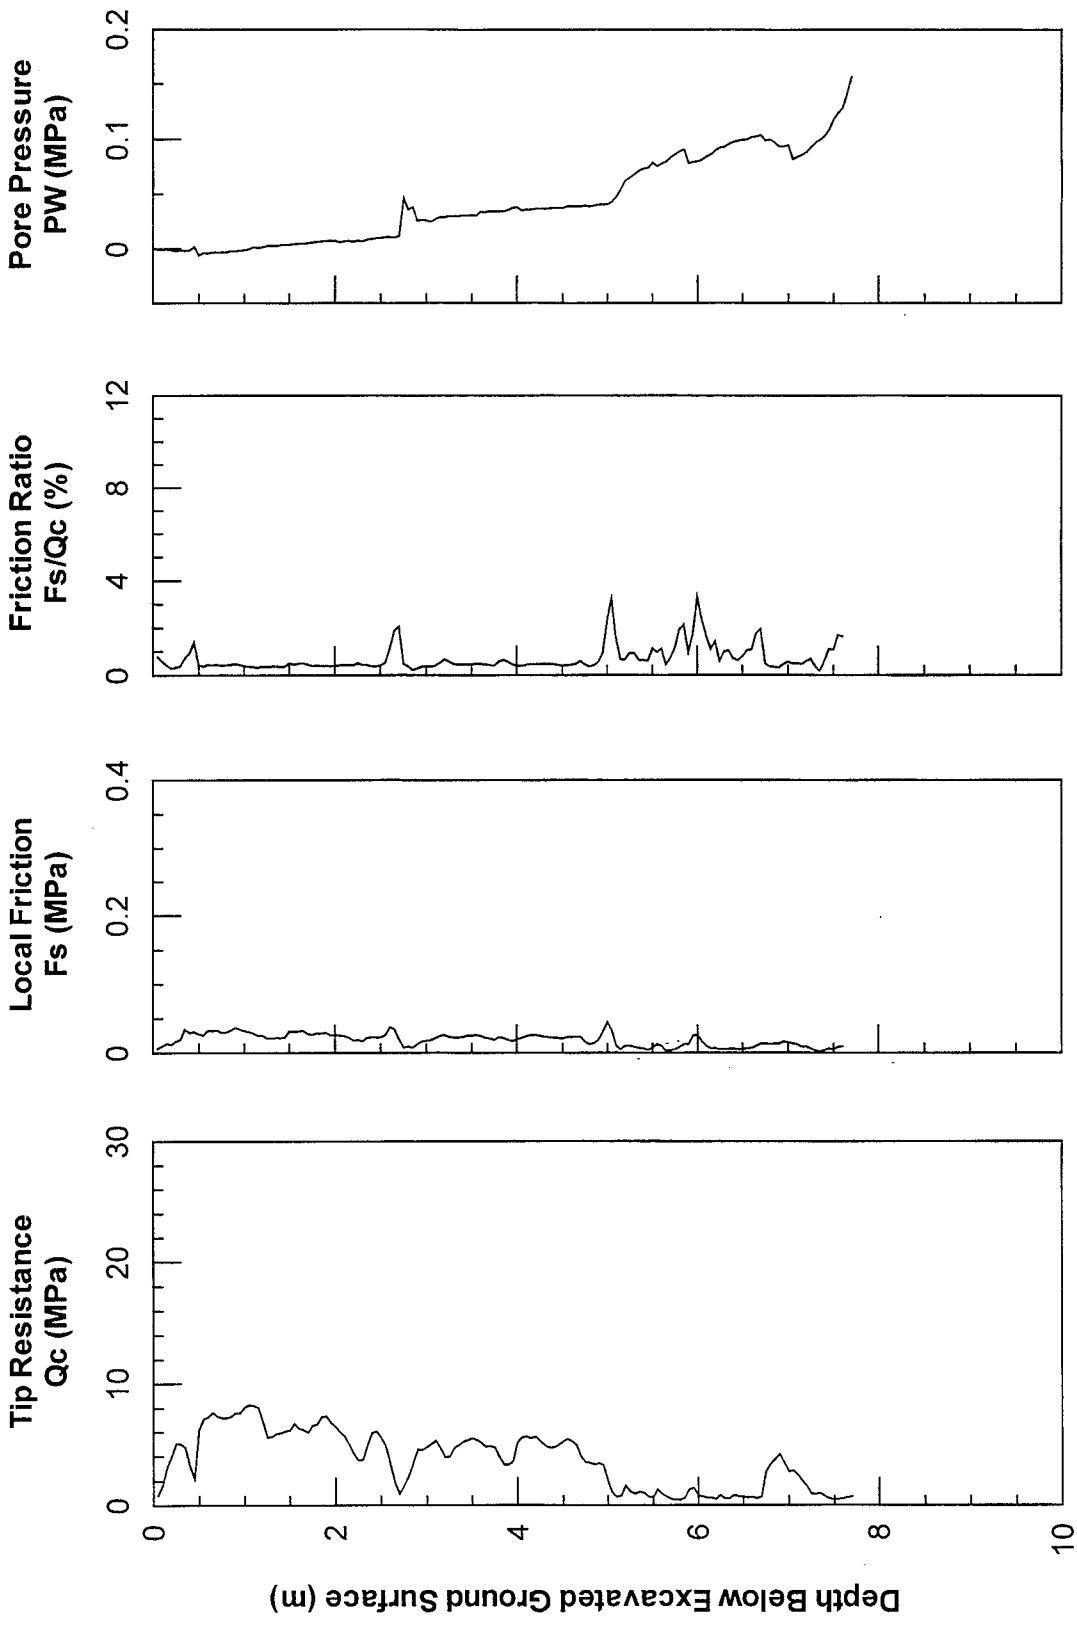 Tip Resistance
Qc (MPa)
0
10
20
30
Local Friction
Fs (MPa)
0
0.2
0.4
Friction Ratio
Fs/Qc (%)
0
4
8
12
Pore Pressure
PW (MPa)
0
0.1
0.2
0
2
4
6
8
10
Depth Below Excavated Ground Surface (m)